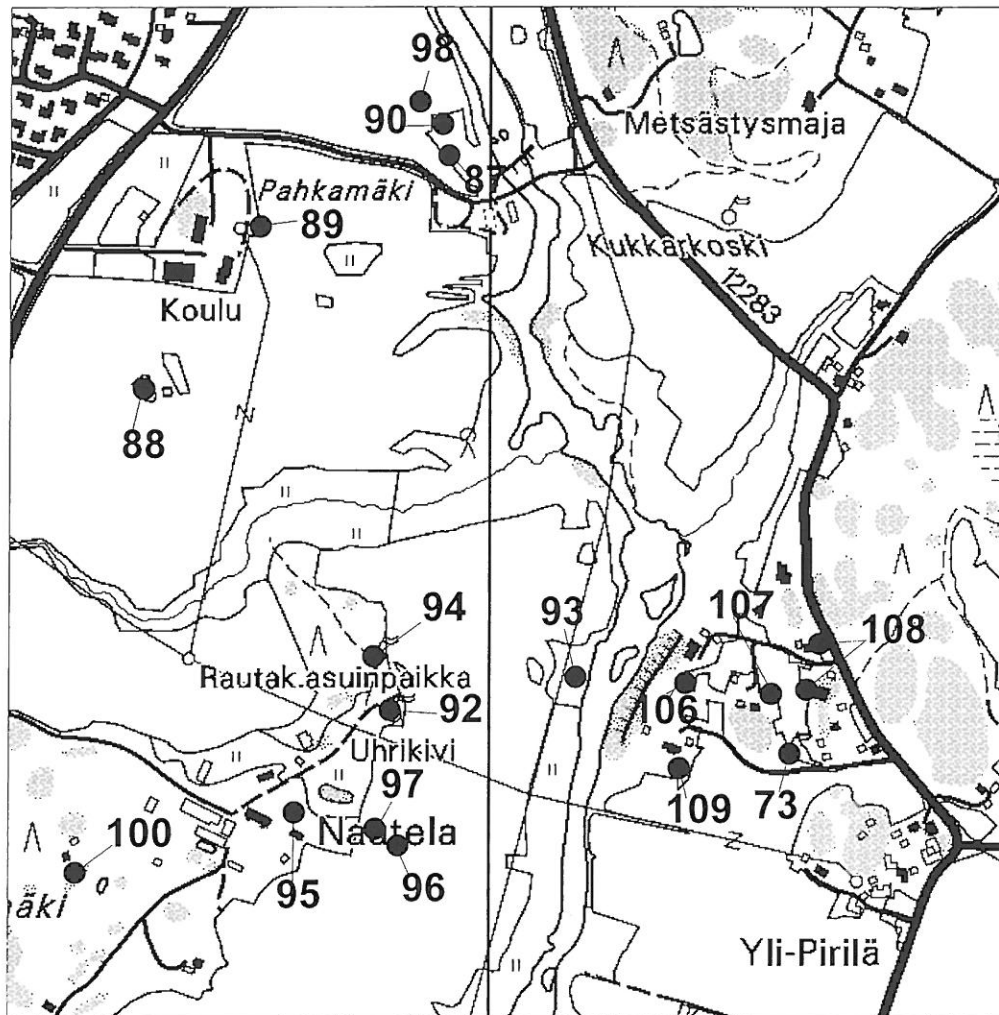 98
90
Metsästysmaja
87
Pahkamäki
89
Kukkarkoski
12283
Koulu
88
94
93
107
108
Rautak.asuinpaikka
92
106
Uhrikivi
97
109
73
100
Näätelä
95
96
äki
Yli-Pirilä